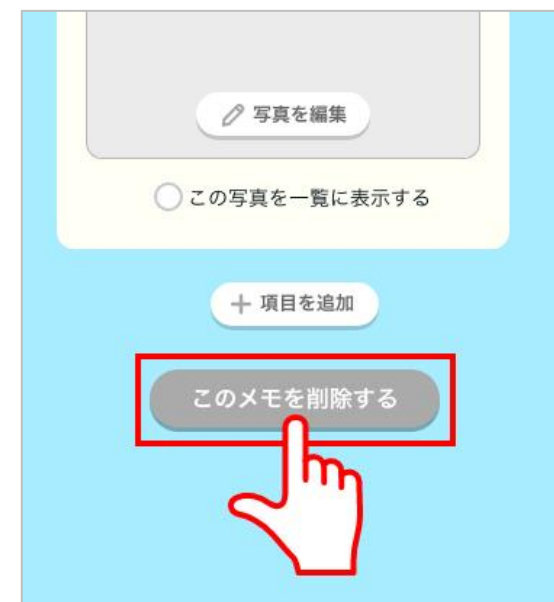 写真を編集
この写真を一覧に表示する
項目を追加
このメモを削除する